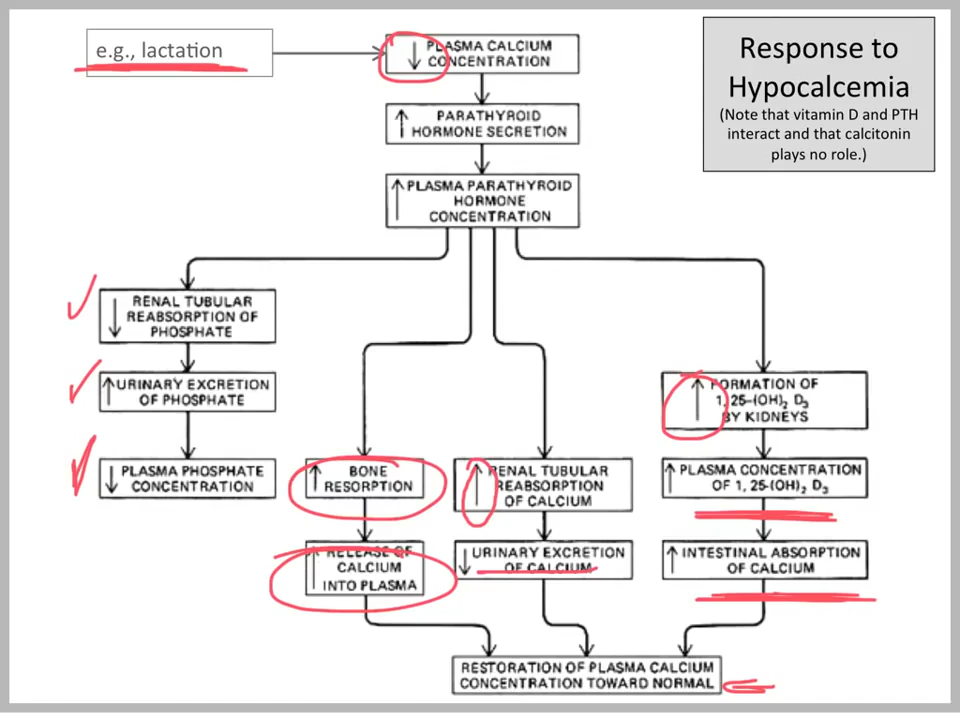 e.g., lactation
↓ PLASMA CALCIUM
CONCENTRATION
Response to
Hypocalcemia
(Note that vitamin D and PTH
interact and that calcitonin
plays no role.)
↑ PARATHYROID
HORMONE SECRETION
↑ PLASMA PARATHYROID
HORMONE
CONCENTRATION
↓ RENAL TUBULAR
REABSORPTION OF
PHOSPHATE
↑ URINARY EXCRETION
OF PHOSPHATE
↓ PLASMA PHOSPHATE
CONCENTRATION
↑ BONE
RESORPTION
↑ RELEASE OF
CALCIUM
INTO PLASMA
↑ RENAL TUBULAR
REABSORPTION
OF CALCIUM
↓ URINARY EXCRETION
OF CALCIUM
↑ FORMATION OF
1, 25-(OH)₂ D₃
BY KIDNEYS
↑ PLASMA CONCENTRATION
OF 1, 25-(OH)₂ D₃
↑ INTESTINAL ABSORPTION
OF CALCIUM
RESTORATION OF PLASMA CALCIUM
CONCENTRATION TOWARD NORMAL